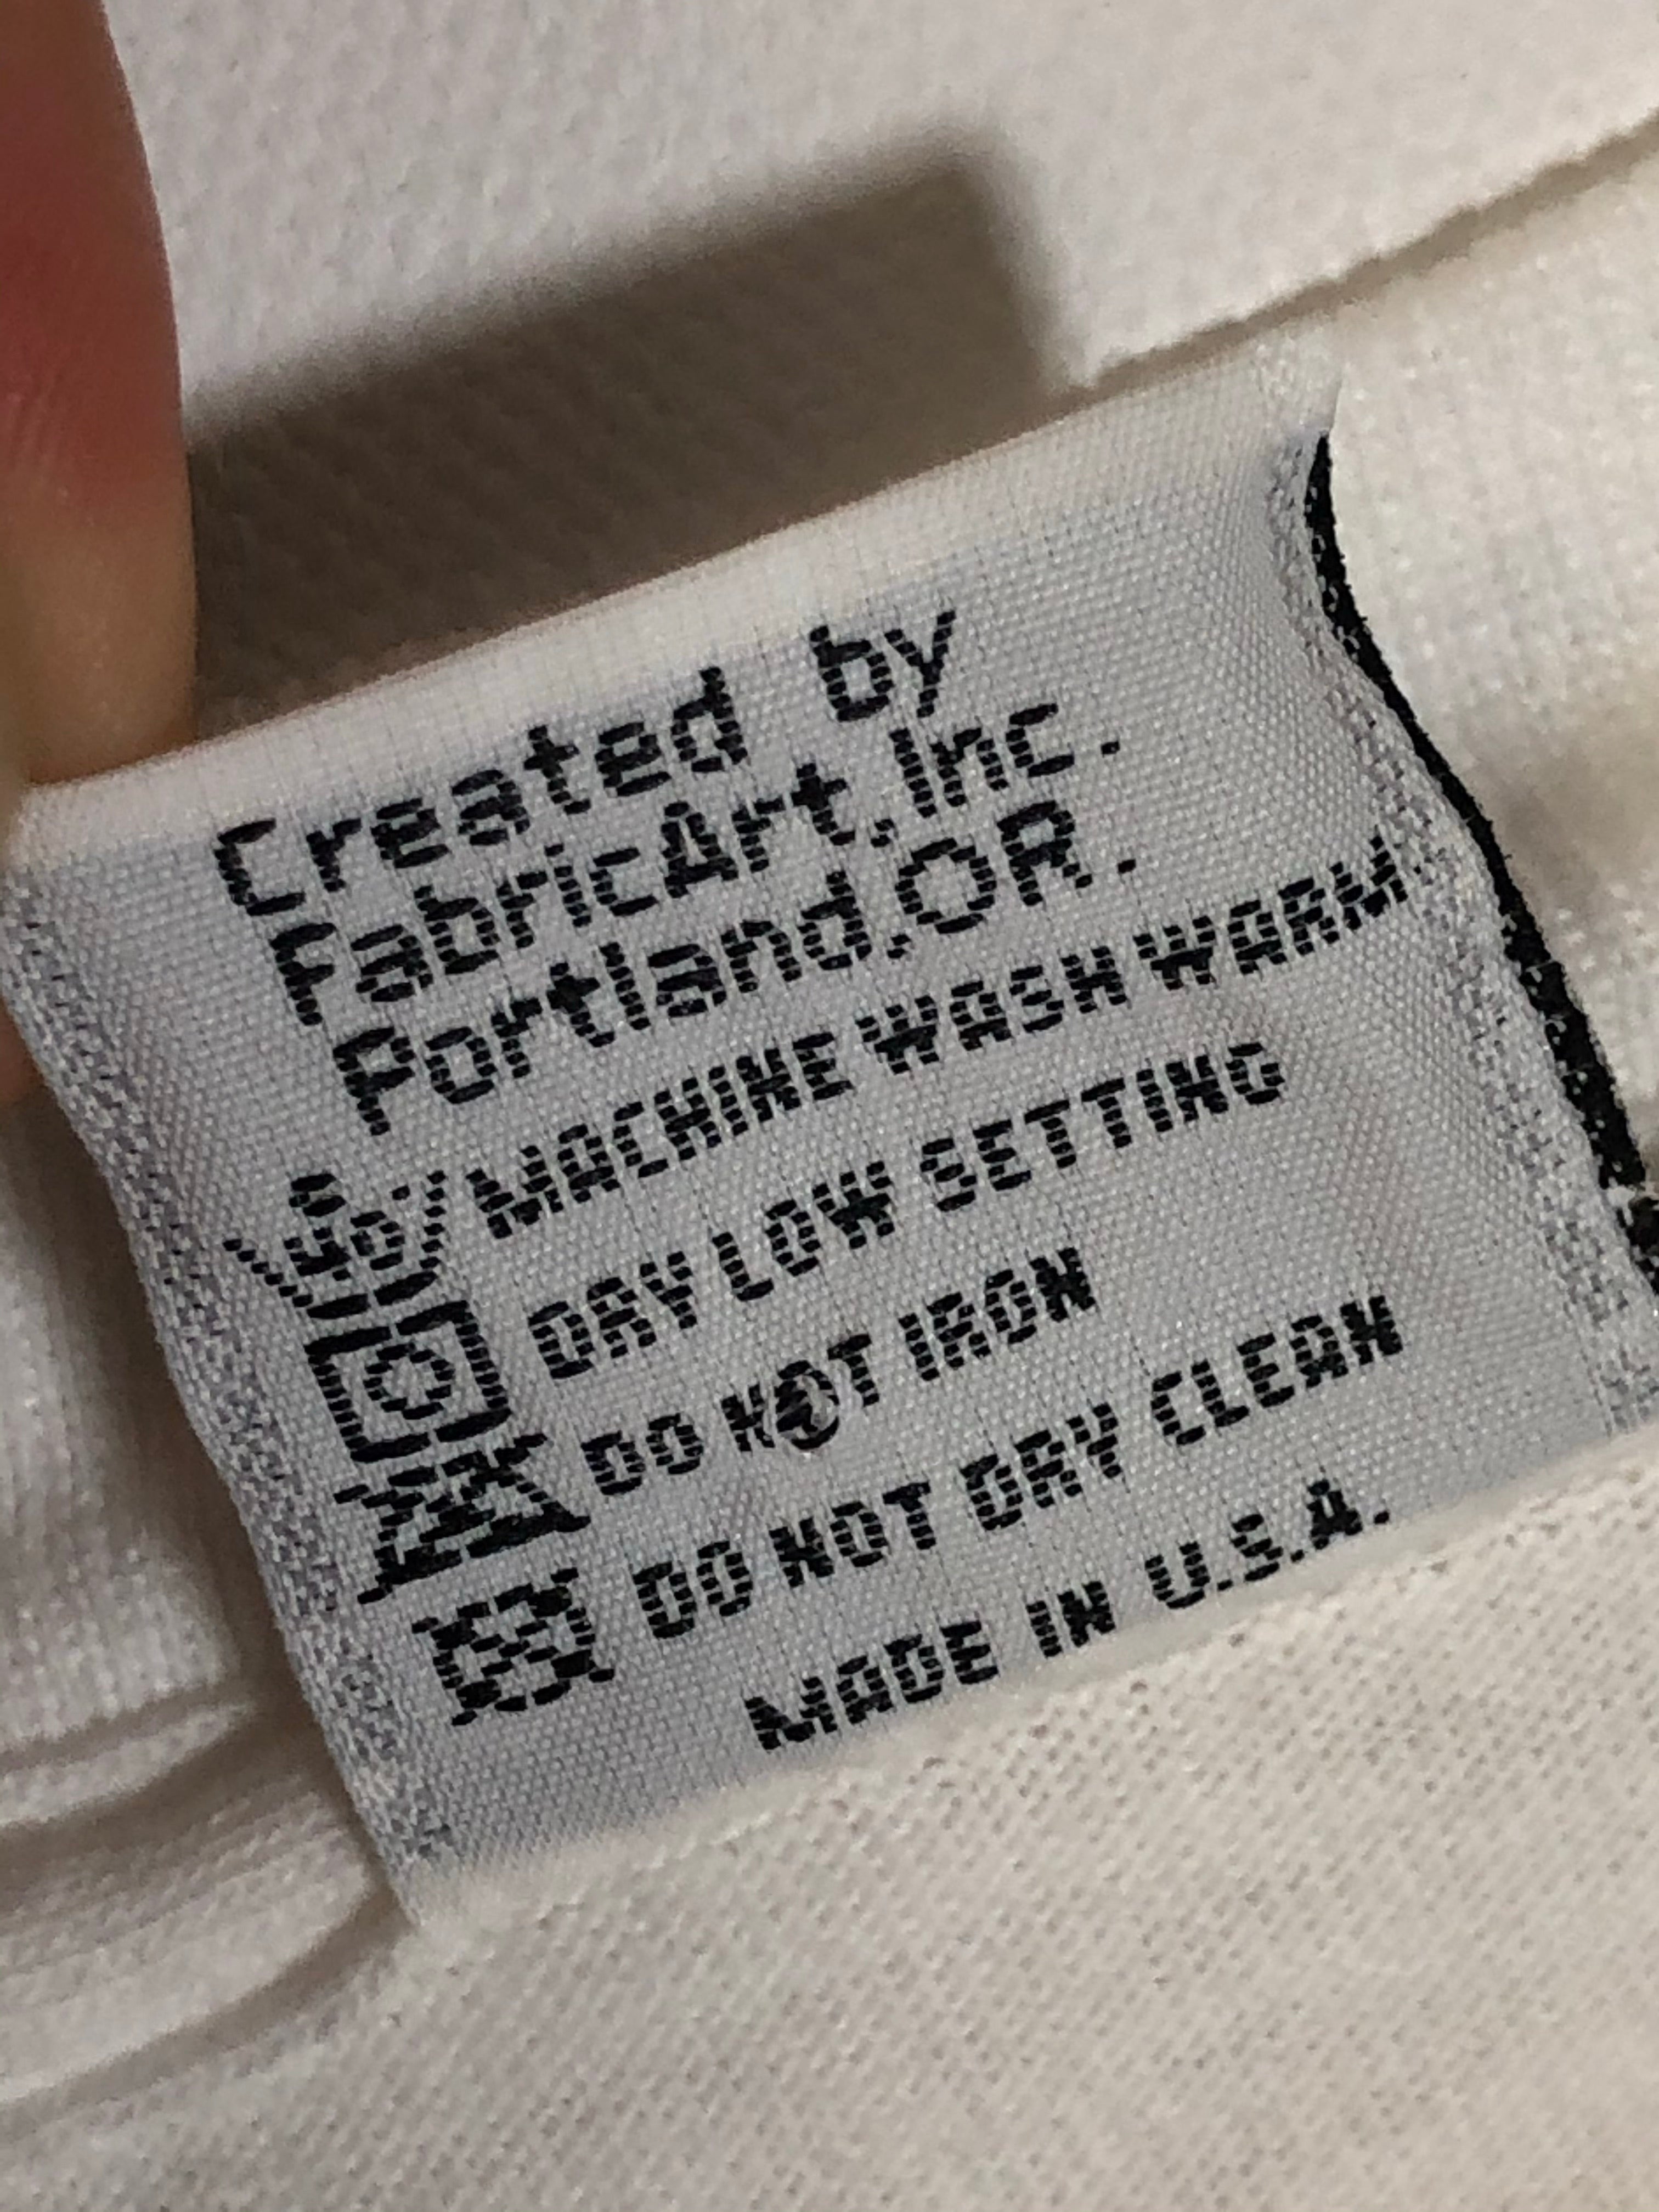 Created by
FabricArt,Inc.
Portland,OR.
MACHINE WASH WARM
DRY LOW SETTING
DO NOT IRON
DO NOT DRY CLEAN
MADE IN U.S.A.